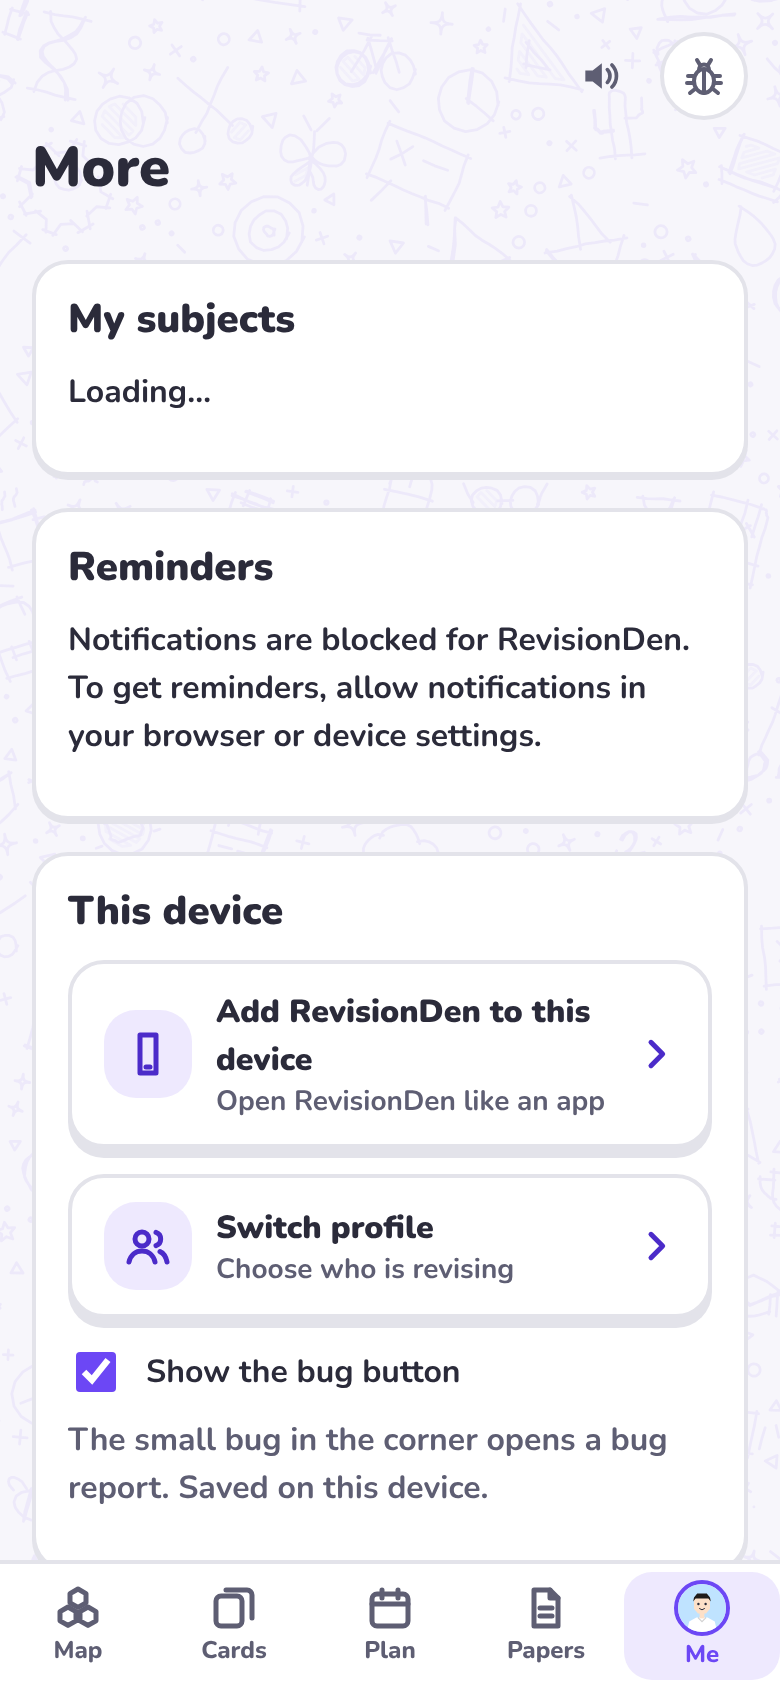 More
My subjects
Loading...
Reminders
Notifications are blocked for RevisionDen.
To get reminders, allow notifications in
your browser or device settings.
This device
Add RevisionDen to this
device
Open RevisionDen like an app
Switch profile
Choose who is revising
Show the bug button
The small bug in the corner opens a bug
report. Saved on this device.
Map
Cards
Plan
Papers
Me